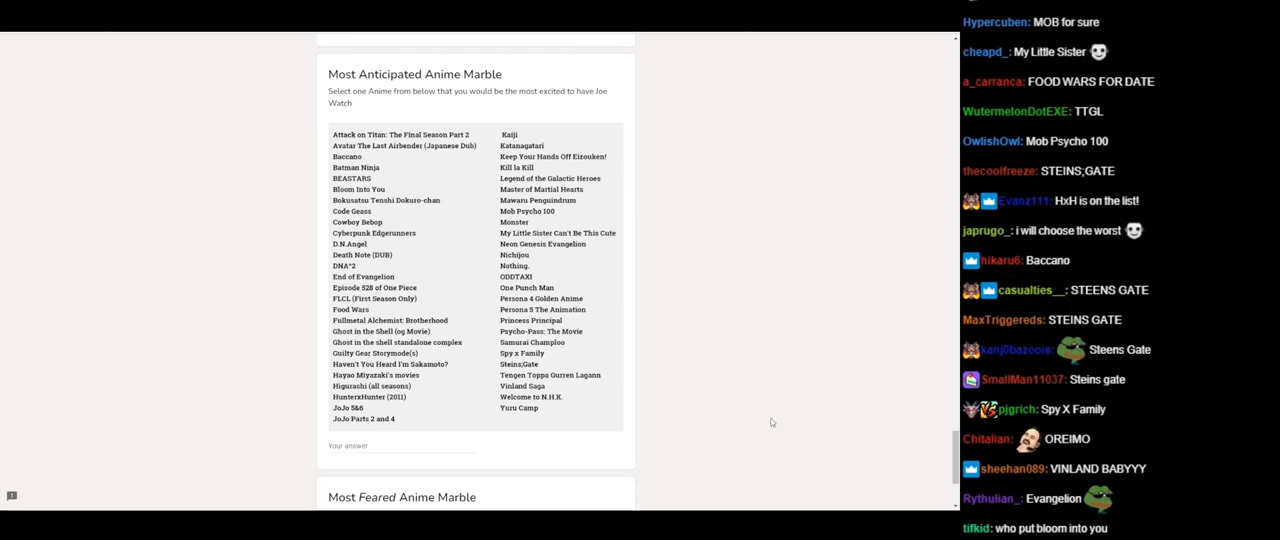 Most Anticipated Anime Marble
Select one Anime from below that you would be the most excited to have Joe
Watch
Attack on Titan: The Final Season Part 2
Avatar The Last Airbender (Japanese Dub)
Baccano
Batman Ninja
BEASTARS
Bloom Into You
Bokusatsu Tenshi Dokuro-chan
Code Geass
Cowboy Bebop
Cyberpunk Edgerunners
D.N.Angel
Death Note (DUB)
DNA^2
End of Evangelion
Episode 528 of One Piece
FLCL (First Season Only)
Food Wars
Fullmetal Alchemist: Brotherhood
Ghost in the Shell (og Movie)
Ghost in the shell standalone complex
Guilty Gear Storymode(s)
Haven't You Heard I'm Sakamoto?
Hayao Miyazaki's movies
Higurashi (all seasons)
HunterxHunter (2011)
JoJo 5&6
JoJo Parts 2 and 4
Kaiji
Katanagatari
Keep Your Hands Off Eizouken!
Kill la Kill
Legend of the Galactic Heroes
Master of Martial Hearts
Mawaru Penguindrum
Mob Psycho 100
Monster
My Little Sister Can't Be This Cute
Neon Genesis Evangelion
Nichijou
Nothing.
ODDTAXI
One Punch Man
Persona 4 Golden Anime
Persona 5 The Animation
Princess Principal
Psycho-Pass: The Movie
Samurai Champloo
Spy x Family
Steins;Gate
Tengen Toppa Gurren Lagann
Vinland Saga
Welcome to N.H.K.
Yuru Camp
Your answer
Most Feared Anime Marble
Hypercuben: MOB for sure
cheapd_: My Little Sister
a_carranca: FOOD WARS FOR DATE
WutermelonDotEXE: TTGL
OwlishOwl: Mob Psycho 100
thecoolfreeze: STEINS;GATE
Evanz111: HxH is on the list!
japrugo_: i will choose the worst
hikaru6: Baccano
casualties__: STEENS GATE
MaxTriggereds: STEINS GATE
kanj0bazooie: Steens Gate
SmallMan11037: Steins gate
pjgrich: Spy X Family
Chitalian: OREIMO
sheehan089: VINLAND BABYYY
Rythulian_: Evangelion
tifkid: who put bloom into you